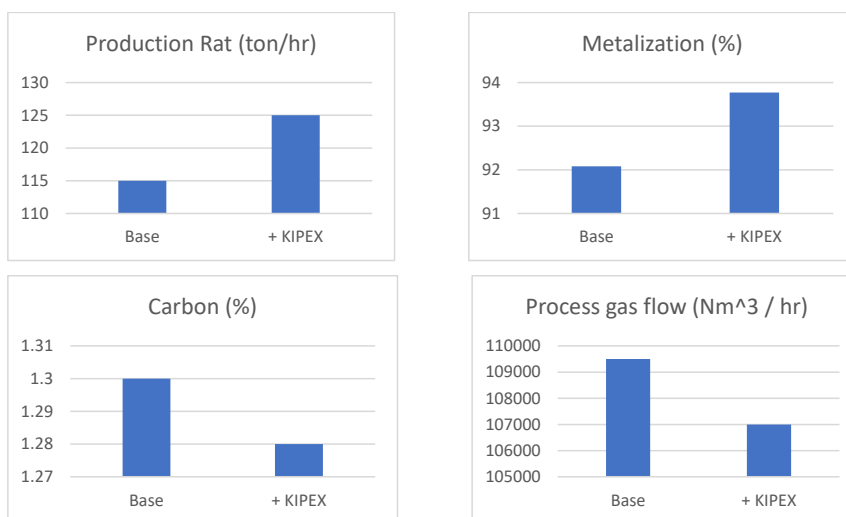 Production Rat (ton/hr)
130
125
120
115
110
Base + KIPEX
Metalization (%)
94
93
92
91
Base + KIPEX
Carbon (%)
1.31
1.3
1.29
1.28
1.27
Base + KIPEX
Process gas flow (Nm^3 / hr)
110000
109000
108000
107000
106000
105000
Base + KIPEX